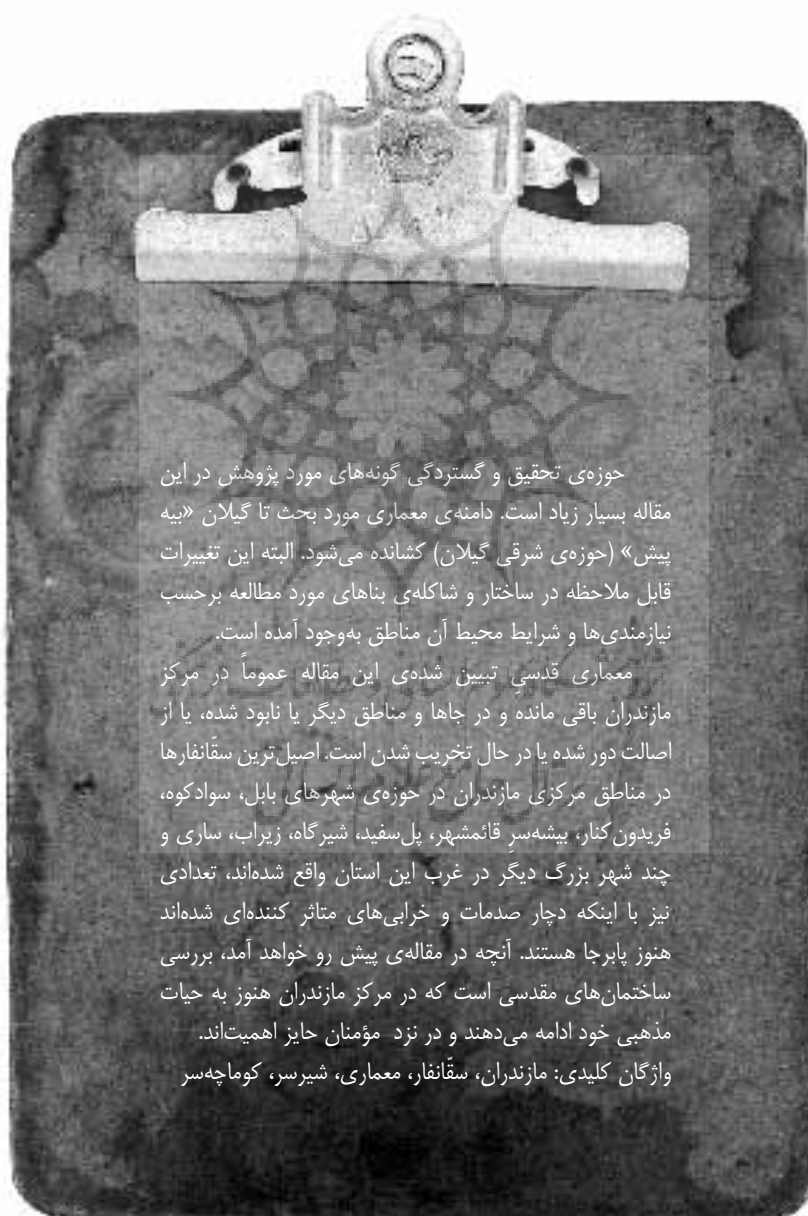 حوزه‌ی تحقیق و گستردگی گونه‌های مورد پژوهش در این
مقاله بسیار زیاد است. دامنه‌ی معماری مورد بحث تا گیلان «بیه
پیش» (حوزه‌ی شرقی گیلان) کشانده می‌شود. البته این تغییرات
قابل ملاحظه در ساختار و شاکله‌ی بناهای مورد مطالعه برحسب
نیازمندی‌ها و شرایط محیط آن مناطق به‌وجود آمده است.
معماری قدسیِ تبیین شده‌ی این مقاله عموماً در مرکز
مازندران باقی مانده و در جاها و مناطق دیگر یا نابود شده، یا از
اصالت دور شده یا در حال تخریب شدن است. اصیل‌ترین سقّانفارها
در مناطق مرکزی مازندران در حوزه‌ی شهرهای بابل، سوادکوه،
فریدون‌کنار، بیشه‌سرِ قائمشهر، پل‌سفید، شیرگاه، زیراب، ساری و
چند شهر بزرگ دیگر در غرب این استان واقع شده‌اند، تعدادی
نیز با اینکه دچار صدمات و خرابی‌های متاثر کننده‌ای شده‌اند
هنوز پابرجا هستند. آنچه در مقاله‌ی پیش رو خواهد آمد، بررسی
ساختمان‌های مقدسی است که در مرکز مازندران هنوز به حیات
مذهبی خود ادامه می‌دهند و در نزد مؤمنان حایز اهمیت‌اند.
واژگان کلیدی: مازندران، سقّانفار، معماری، شیرسر، کوماچه‌سر